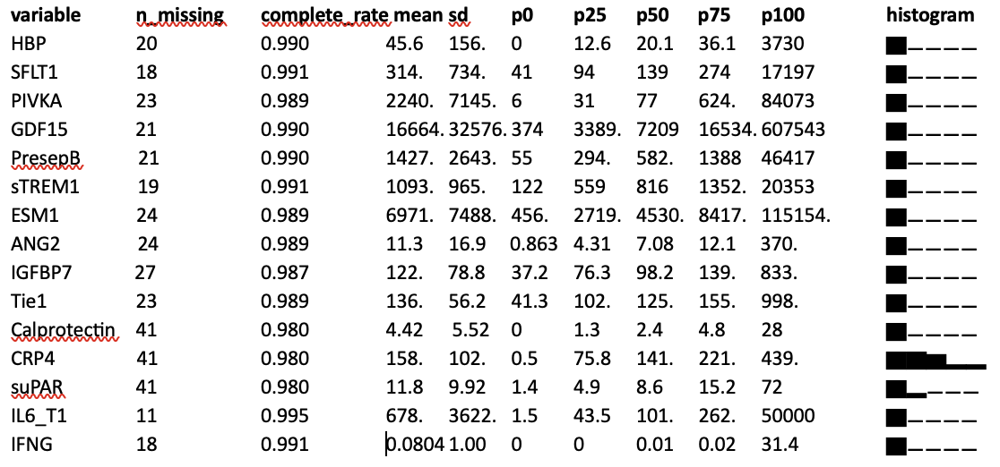 variable n_missing complete_rate mean sd p0 p25 p50 p75 p100 histogram
HBP 20 0.990 45.6 156. 0 12.6 20.1 36.1 3730
SFLT1 18 0.991 314. 734. 41 94 139 274 17197
PIVKA 23 0.989 2240. 7145. 6 31 77 624. 84073
GDF15 21 0.990 16664. 32576. 374 3389. 7209 16534. 607543
PresepB 21 0.990 1427. 2643. 55 294. 582. 1388 46417
sTREM1 19 0.991 1093. 965. 122 559 816 1352. 20353
ESM1 24 0.989 6971. 7488. 456. 2719. 4530. 8417. 115154.
ANG2 24 0.989 11.3 16.9 0.863 4.31 7.08 12.1 370.
IGFBP7 27 0.987 122. 78.8 37.2 76.3 98.2 139. 833.
Tie1 23 0.989 136. 56.2 41.3 102. 125. 155. 998.
Calprotectin 41 0.980 4.42 5.52 0 1.3 2.4 4.8 28
CRP4 41 0.980 158. 102. 0.5 75.8 141. 221. 439.
suPAR 41 0.980 11.8 9.92 1.4 4.9 8.6 15.2 72
IL6_T1 11 0.995 678. 3622. 1.5 43.5 101. 262. 50000
IFNG 18 0.991 0.0804 1.00 0 0 0.01 0.02 31.4